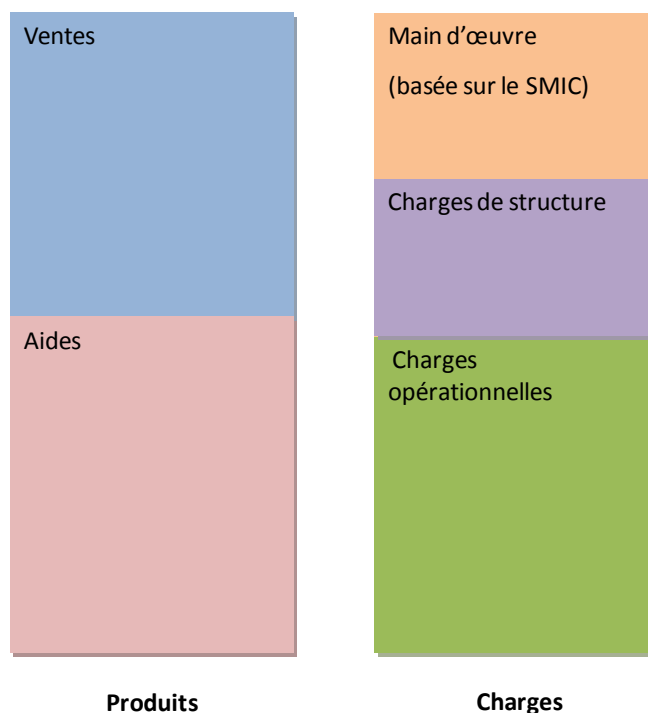 Ventes
Aides
Produits
Main d’œuvre
(basée sur le SMIC)
Charges de structure
Charges
opérationnelles
Charges